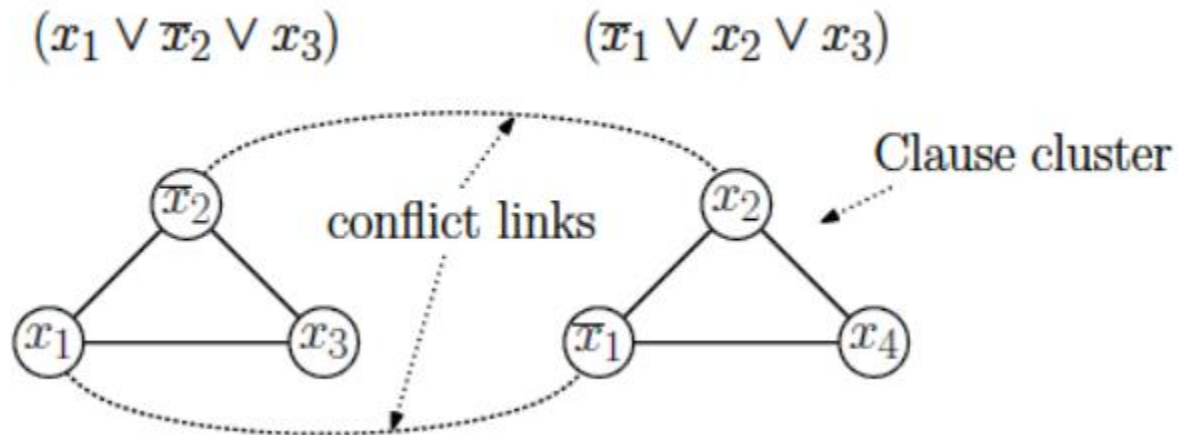 (x₁ ∨ x̅₂ ∨ x₃) (x̅₁ ∨ x₂ ∨ x₃)
Clause cluster
x̅₂ x₂
conflict links
x₁ x₃ x̅₁ x₄